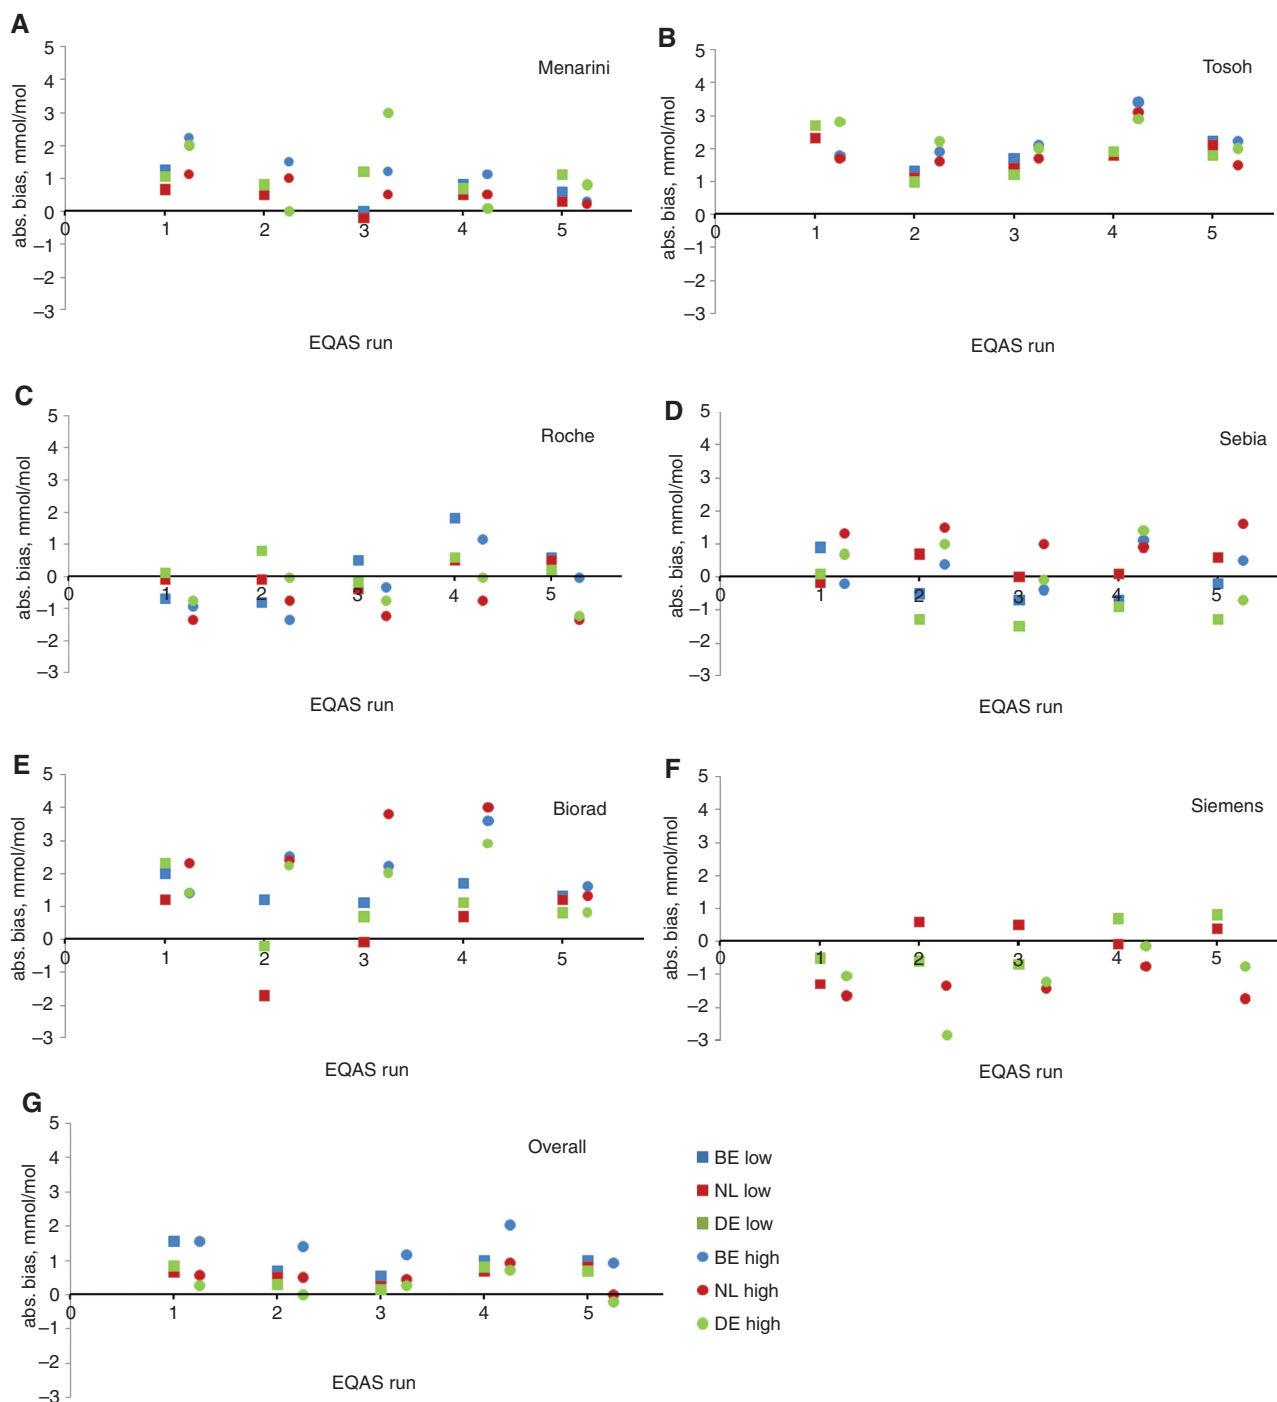 A
Menarini
abs. bias, mmol/mol
5
4
3
2
1
0
–1
–2
–3
0 1 2 3 4 5
EQAS run
B
Tosoh
abs. bias, mmol/mol
5
4
3
2
1
0
–1
–2
–3
0 1 2 3 4 5
EQAS run
C
Roche
abs. bias, mmol/mol
5
4
3
2
1
0
–1
–2
–3
0 1 2 3 4 5
EQAS run
D
Sebia
abs. bias, mmol/mol
5
4
3
2
1
0
–1
–2
–3
0 1 2 3 4 5
EQAS run
E
Biorad
abs. bias, mmol/mol
5
4
3
2
1
0
–1
–2
–3
0 1 2 3 4 5
EQAS run
F
Siemens
abs. bias, mmol/mol
5
4
3
2
1
0
–1
–2
–3
0 1 2 3 4 5
EQAS run
G
Overall
abs. bias, mmol/mol
5
4
3
2
1
0
–1
–2
–3
0 1 2 3 4 5
EQAS run
BE low
NL low
DE low
BE high
NL high
DE high